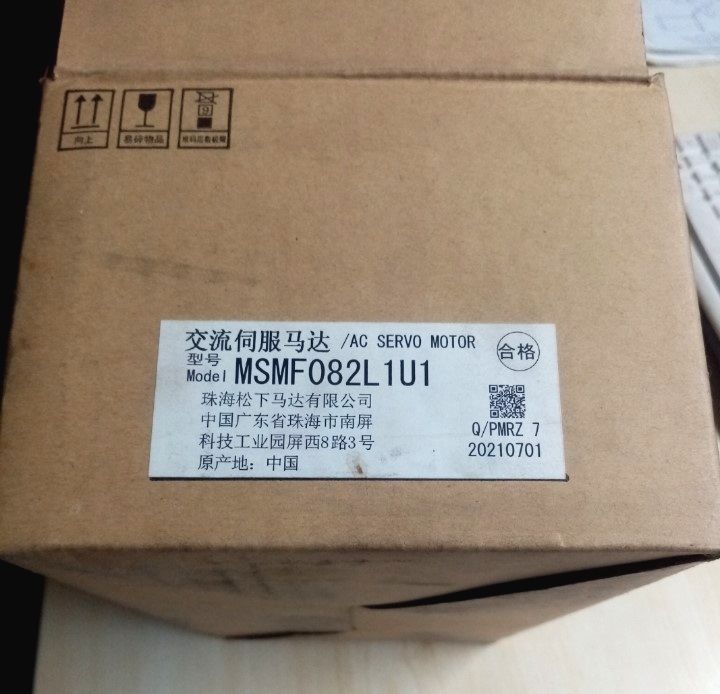 向上
易碎物品
9
交流伺服马达 /AC SERVO MOTOR
合格
型号
Model MSMF082L1U1
珠海松下马达有限公司
中国广东省珠海市南屏
科技工业园屏西8路3号
原产地: 中国
Q/PMRZ 7
20210701